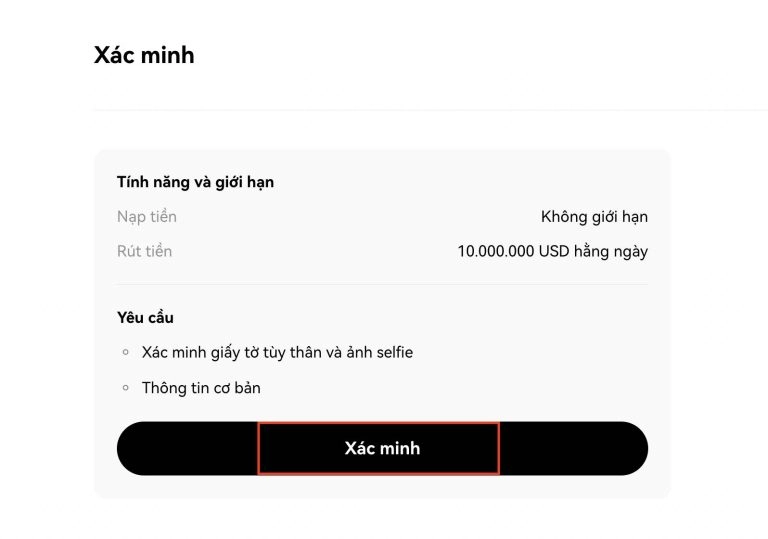 Xác minh
Tính năng và giới hạn
Nạp tiền Không giới hạn
Rút tiền 10.000.000 USD hằng ngày
Yêu cầu
Xác minh giấy tờ tùy thân và ảnh selfie
Thông tin cơ bản
Xác minh